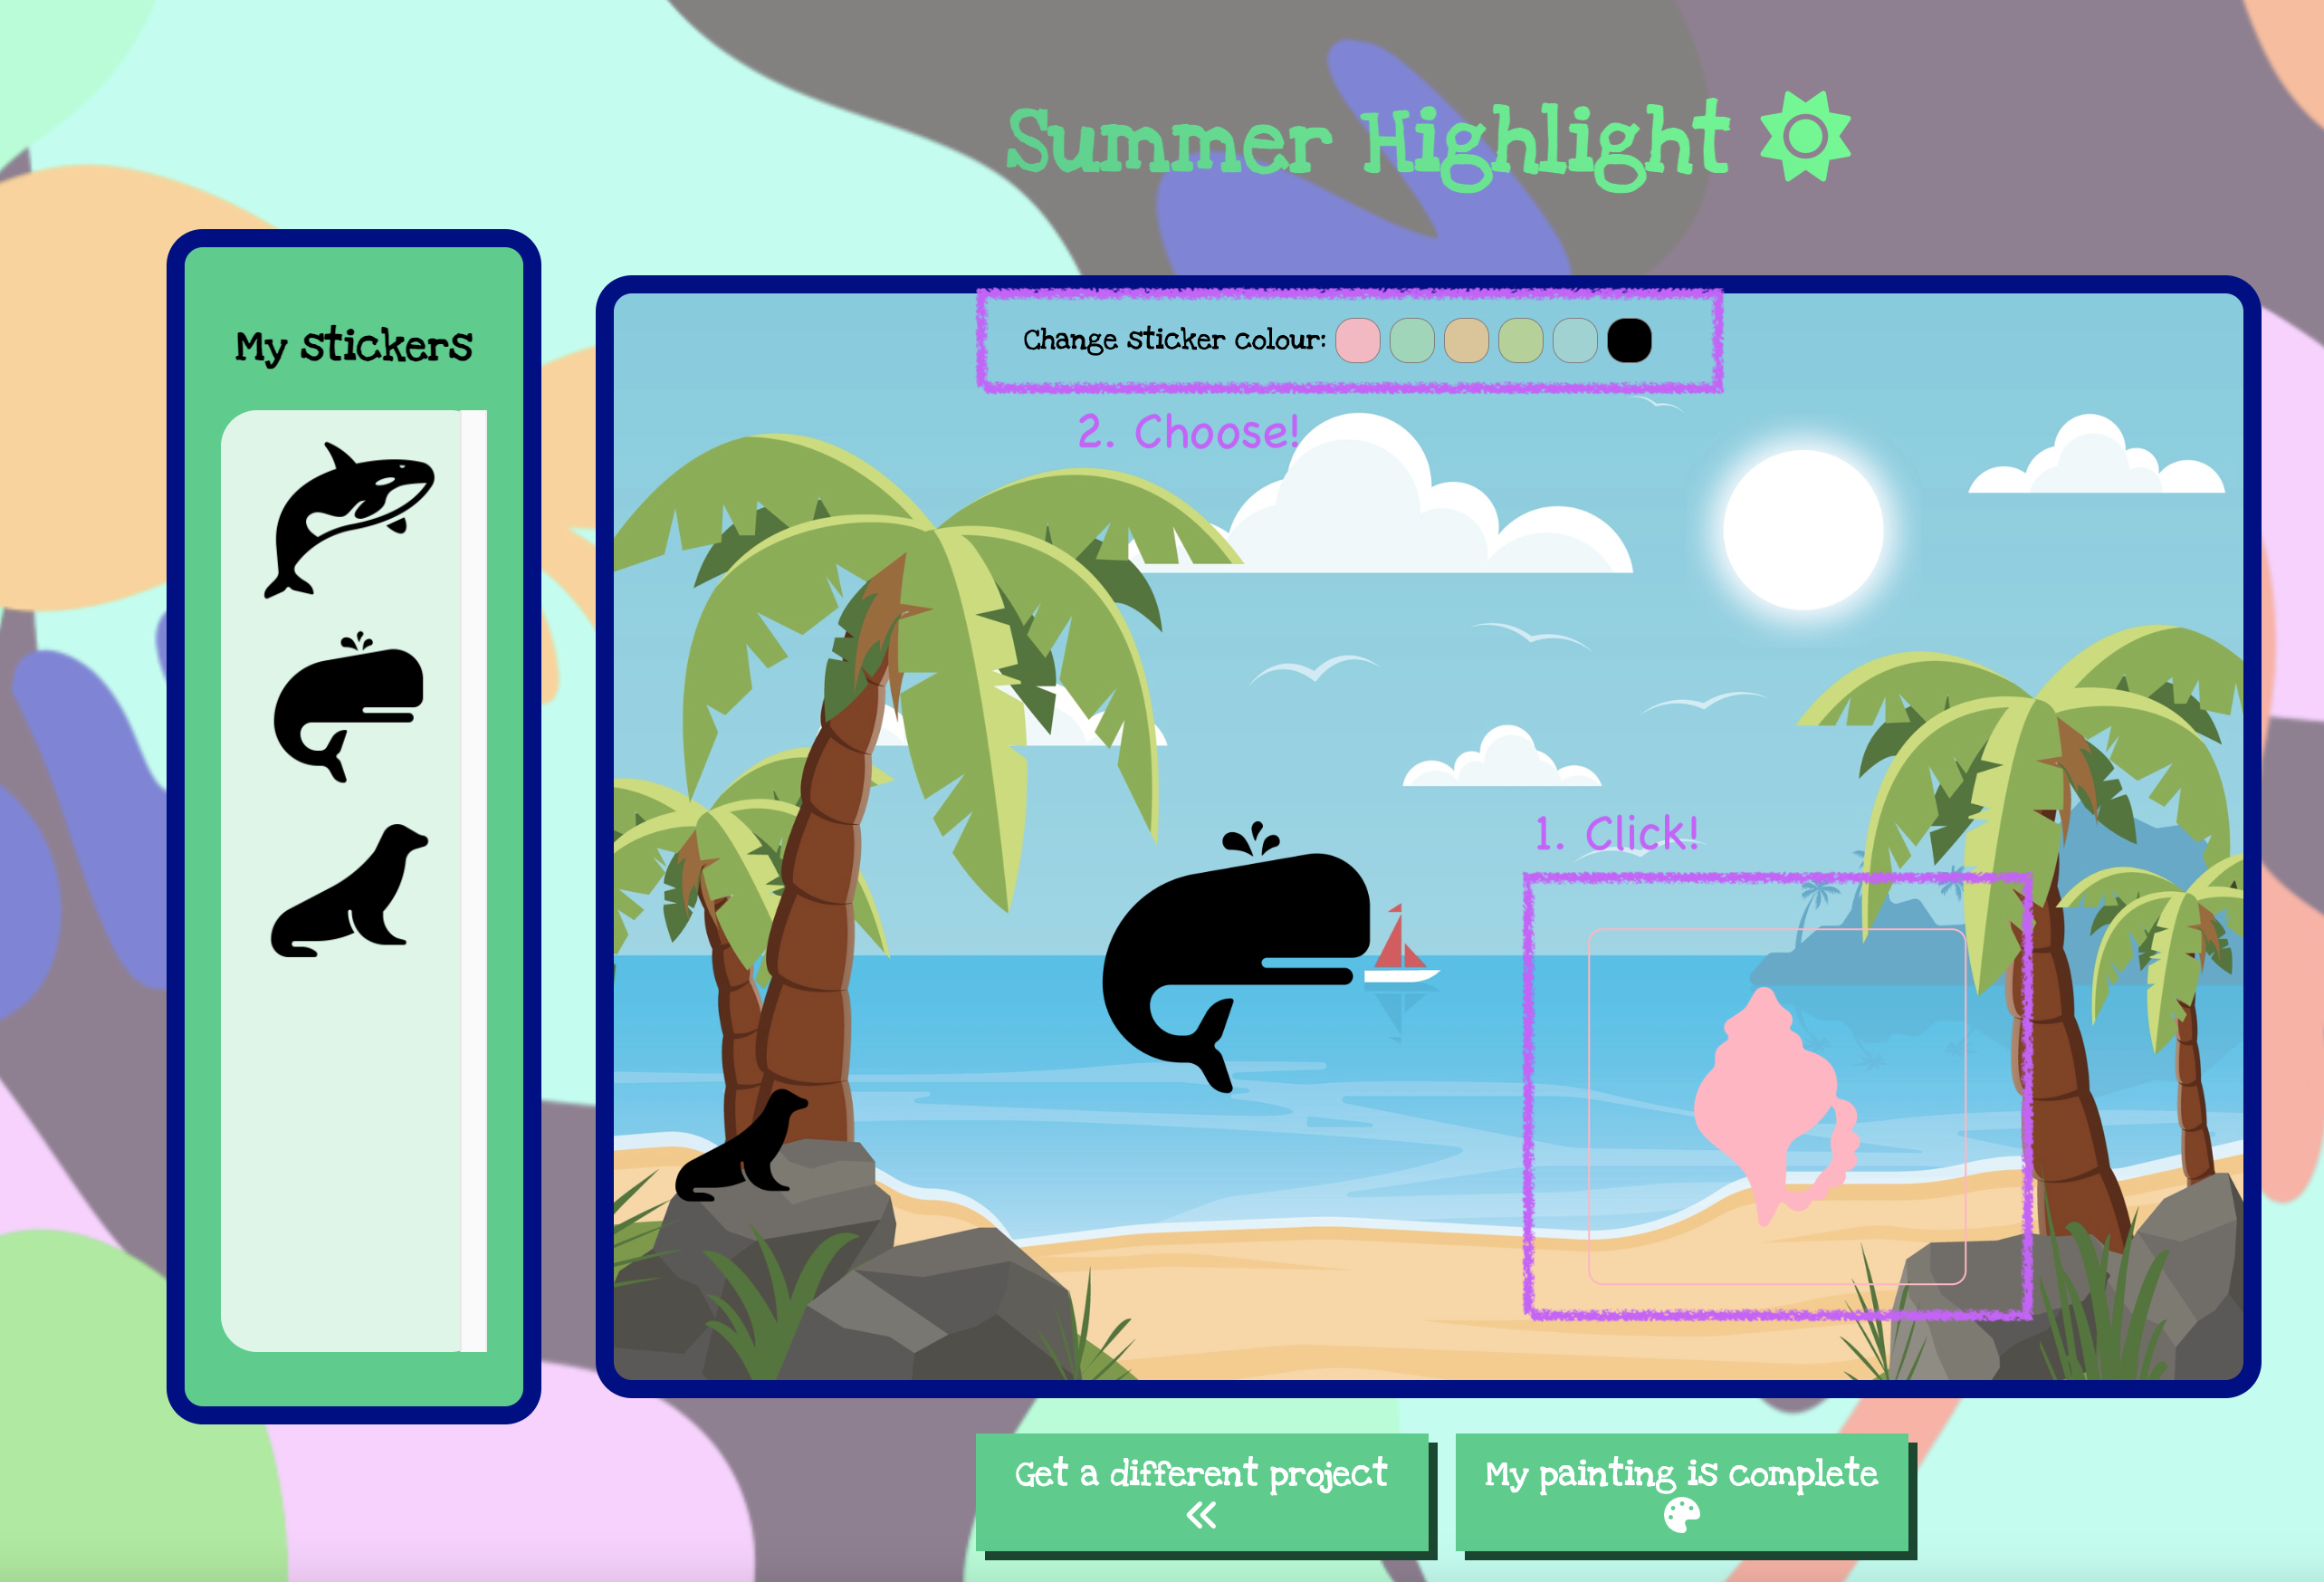 Summer Highlight
My stickers
Change sticker colour:
2. Choose!
1. Click!
Get a different project
My painting is complete